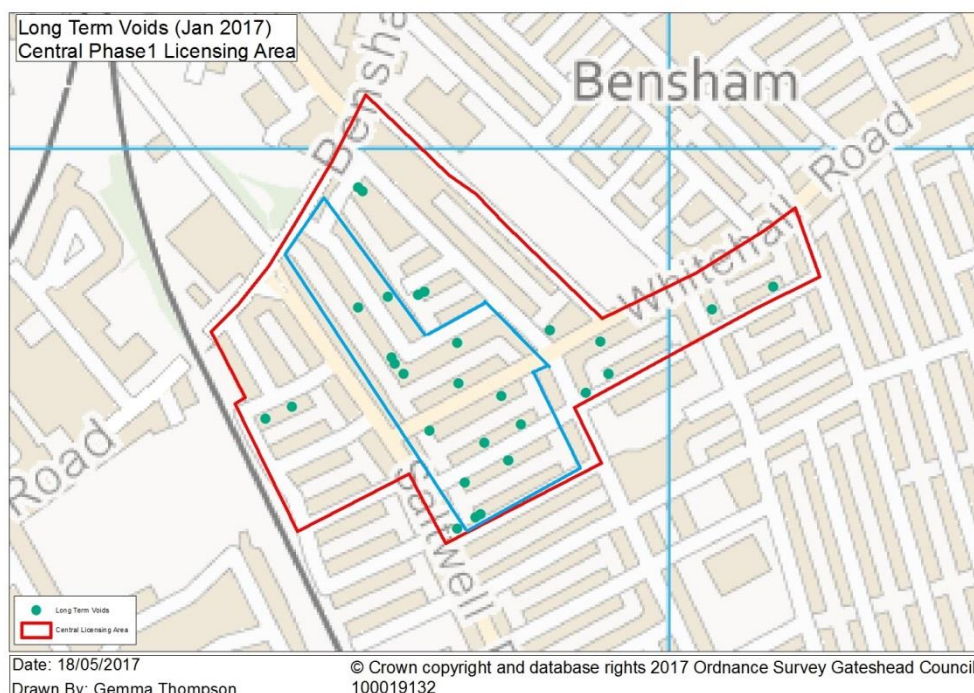 Long Term Voids (Jan 2017)
Central Phase1 Licensing Area
Bensham
Bensha
Whitehall Road
Road
Saltwell
Long Term Voids
Central Licensing Area
Date: 18/05/2017
© Crown copyright and database rights 2017 Ordnance Survey Gateshead Council
Drawn By: Gemma Thompson
100019132